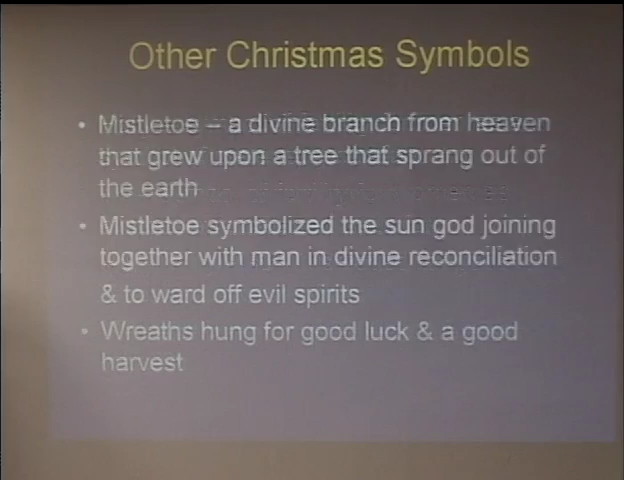 Other Christmas Symbols
• Mistletoe – a divine branch from heaven
that grew upon a tree that sprang out of
the earth
• Mistletoe symbolized the sun god joining
together with man in divine reconciliation
& to ward off evil spirits
• Wreaths hung for good luck & a good
harvest